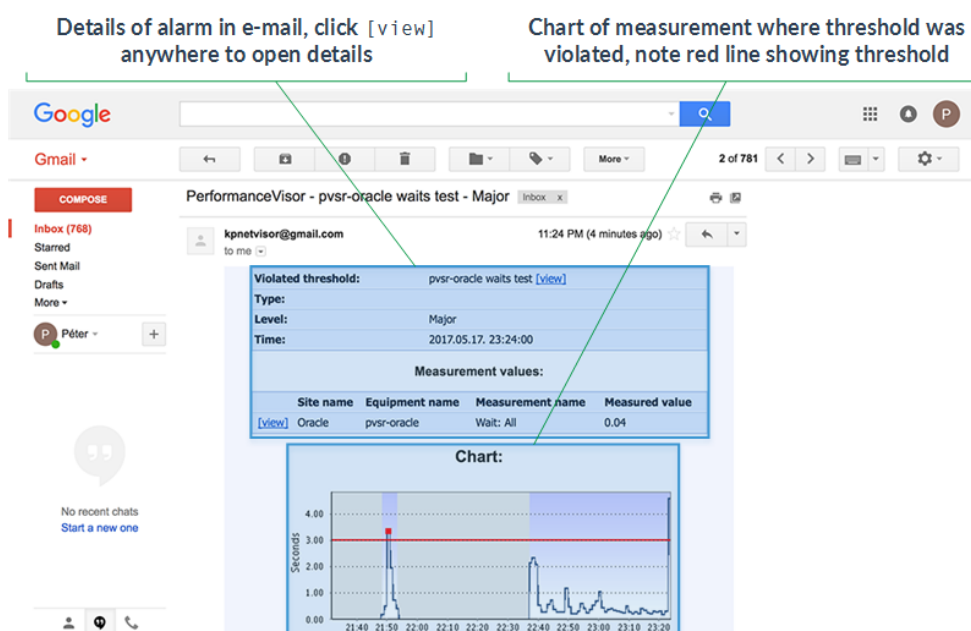 Details of alarm in e-mail, click [view]
anywhere to open details
Chart of measurement where threshold was
violated, note red line showing threshold
Google
P
Gmail
More
2 of 781
COMPOSE
PerformanceVisor - pvsr-oracle waits test - Major Inbox x
Inbox (768)
Starred
Sent Mail
Drafts
More
kpnetvisor@gmail.com 11:24 PM (4 minutes ago)
to me
P Péter +
Violated threshold: pvsr-oracle waits test [view]
Type:
Level: Major
Time: 2017.05.17. 23:24:00
Measurement values:
Site name Equipment name Measurement name Measured value
[view] Oracle pvsr-oracle Wait: All 0.04
No recent chats
Start a new one
Chart:
Seconds
4.00
3.00
2.00
1.00
0.00
21:40 21:50 22:00 22:10 22:20 22:30 22:40 22:50 23:00 23:10 23:20